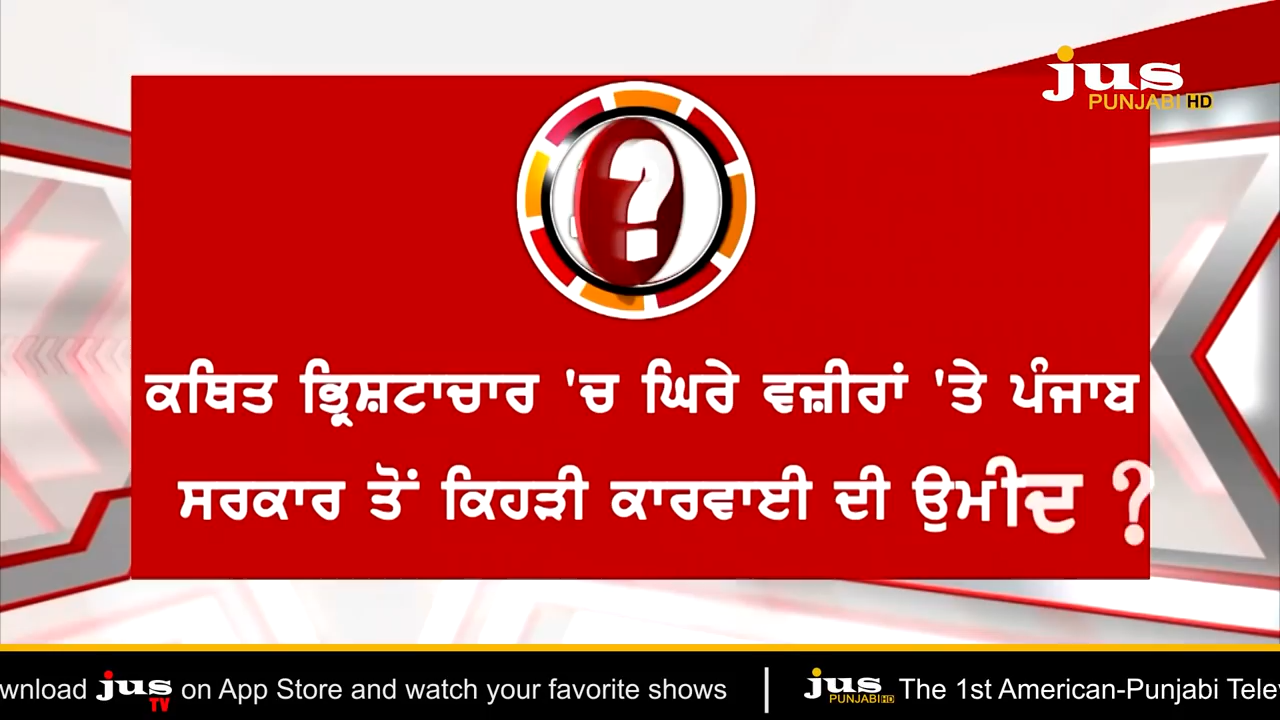 jus
PUNJABI HD
ਕਥਿਤ ਭ੍ਰਿਸ਼ਟਾਚਾਰ 'ਚ ਘਿਰੇ ਵਜ਼ੀਰਾਂ 'ਤੇ ਪੰਜਾਬ
ਸਰਕਾਰ ਤੋਂ ਕਿਹੜੀ ਕਾਰਵਾਈ ਦੀ ਉਮੀਦ ?
wnload jus TV on App Store and watch your favorite shows | jus PUNJABI HD The 1st American-Punjabi Telev